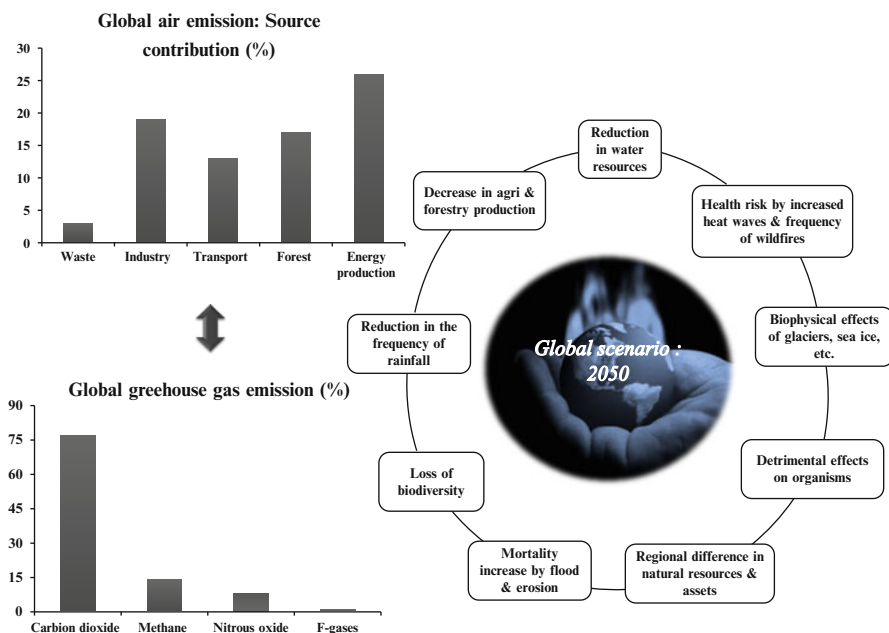 Global air emission: Source
contribution (%)
30
25
20
15
10
5
0
Waste
Industry
Transport
Forest
Energy
production
Global greehouse gas emission (%)
90
75
60
45
30
15
0
Carbion dioxide
Methane
Nitrous oxide
F-gases
Reduction
in water
resources
Health risk by increased
heat waves & frequency
of wildfires
Biophysical effects
of glaciers, sea ice,
etc.
Detrimental effects
on organisms
Regional difference in
natural resources &
assets
Mortality
increase by flood
& erosion
Loss of
biodiversity
Reduction in the
frequency of
rainfall
Decrease in agri &
forestry production
Global scenario :
2050